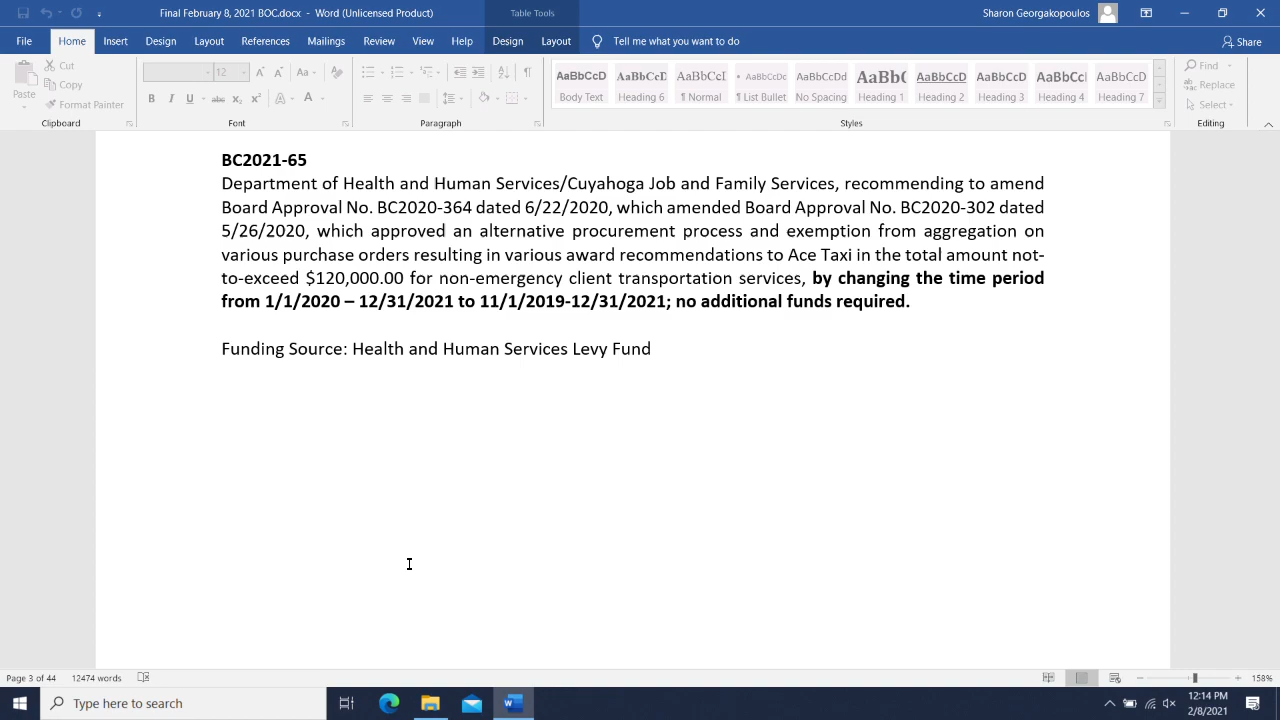 Final February 8, 2021 BOC.docx - Word (Unlicensed Product)
Table Tools
Sharon Georgakopoulos
File Home Insert Design Layout References Mailings Review View Help Design Layout Tell me what you want to do Share
Paste
Cut
Copy
Format Painter
Clipboard
12
A A Aa A
B I U abc x₂ x² A A
Font
Paragraph
AaBbCcD AaBbCcD AaBbCcI AaBbCcDc AaBbCcDd AaBb( AaBbCcD AaBbCcD AaBbCc AaBbCcD
Body Text Heading 6 ¶ Normal ¶ List Bullet No Spacing Heading 1 Heading 2 Heading 3 Heading 4 Heading 7
Styles
Find
Replace
Select
Editing
BC2021-65
Department of Health and Human Services/Cuyahoga Job and Family Services, recommending to amend
Board Approval No. BC2020-364 dated 6/22/2020, which amended Board Approval No. BC2020-302 dated
5/26/2020, which approved an alternative procurement process and exemption from aggregation on
various purchase orders resulting in various award recommendations to Ace Taxi in the total amount not-
to-exceed $120,000.00 for non-emergency client transportation services, by changing the time period
from 1/1/2020 – 12/31/2021 to 11/1/2019-12/31/2021; no additional funds required.
Funding Source: Health and Human Services Levy Fund
Page 3 of 44 12474 words
158%
Type here to search
12:14 PM
2/8/2021